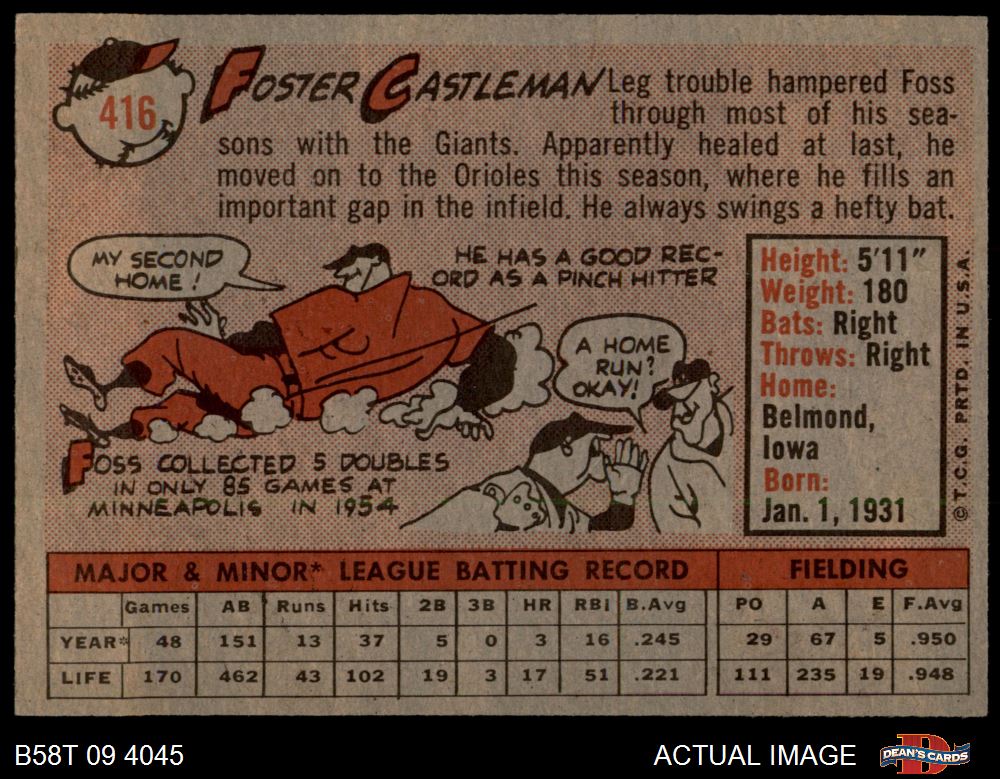 416
FOSTER CASTLEMAN Leg trouble hampered Foss
through most of his sea-
sons with the Giants. Apparently healed at last, he
moved on to the Orioles this season, where he fills an
important gap in the infield. He always swings a hefty bat.
MY SECOND
HOME!
HE HAS A GOOD REC-
ORD AS A PINCH HITTER
A HOME
RUN?
OKAY!
FOSS COLLECTED 5 DOUBLES
IN ONLY 85 GAMES AT
MINNEAPOLIS IN 1954
Height: 5'11"
Weight: 180
Bats: Right
Throws: Right
Home:
Belmond,
Iowa
Born:
Jan. 1, 1931
© T.C.G. PRTD. IN U.S.A.
MAJOR & MINOR* LEAGUE BATTING RECORD FIELDING
Games AB Runs Hits 2B 3B HR RBI B.Avg PO A E F.Avg
YEAR* 48 151 13 37 5 0 3 16 .245 29 67 5 .950
LIFE 170 462 43 102 19 3 17 51 .221 111 235 19 .948
B58T 09 4045 ACTUAL IMAGE DEAN'S CARDS